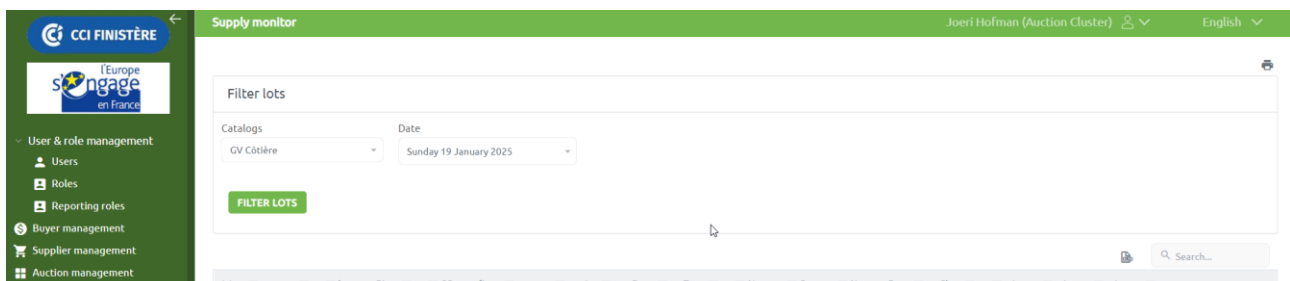 CCI FINISTÈRE
l'Europe
s'engage
en France
User & role management
Users
Roles
Reporting roles
Buyer management
Supplier management
Auction management
Supply monitor
Joeri Hofman (Auction Cluster)
English
Filter lots
Catalogs
Date
GV Côtière
Sunday 19 January 2025
FILTER LOTS
Search...